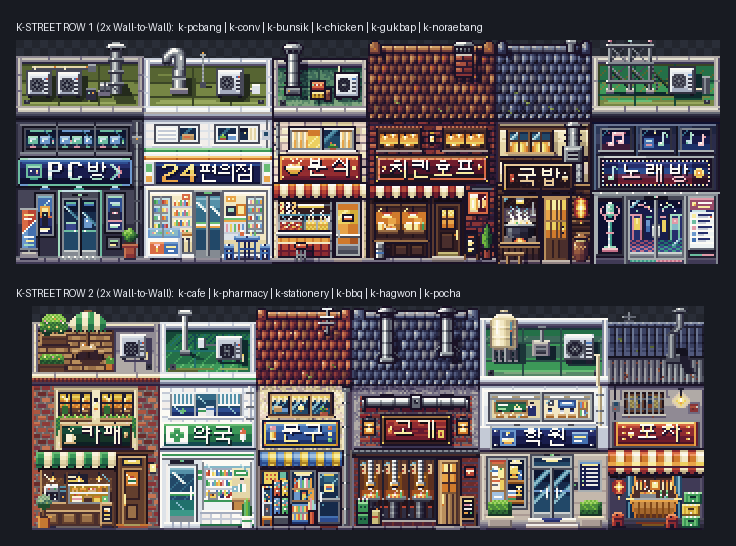 K-STREET ROW 1 (2x Wall-to-Wall): k-pcbang | k-conv | k-bunsik | k-chicken | k-gukbap | k-noraebang
PC방
24편의점
분식
치킨호프
국밥
노래방
K-STREET ROW 2 (2x Wall-to-Wall): k-cafe | k-pharmacy | k-stationery | k-bbq | k-hagwon | k-pocha
카페
약국
문구
고기
학원
포차